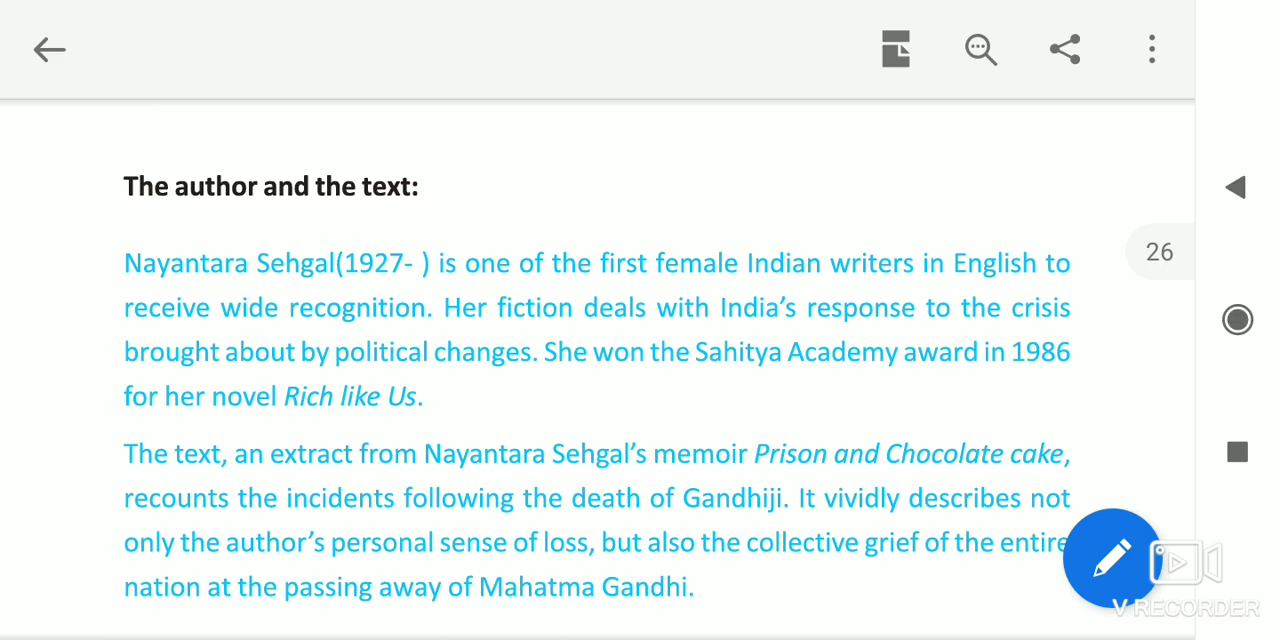 The author and the text:
Nayantara Sehgal(1927- ) is one of the first female Indian writers in English to
26
receive wide recognition. Her fiction deals with India’s response to the crisis
brought about by political changes. She won the Sahitya Academy award in 1986
for her novel Rich like Us.
The text, an extract from Nayantara Sehgal’s memoir Prison and Chocolate cake,
recounts the incidents following the death of Gandhiji. It vividly describes not
only the author’s personal sense of loss, but also the collective grief of the entire
nation at the passing away of Mahatma Gandhi.
V RECORDER